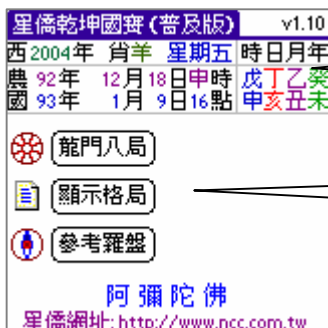 星僑乾坤國寶(普及版) v1.10
西2004年 肖羊 星期五 時日月年
農 92年 12月18日申時 戊丁乙癸
國 93年 1月 9日16點 申亥丑未
龍門八局
顯示格局
參考羅盤
阿彌陀佛
星僑網址: http://www.ncc.com.tw